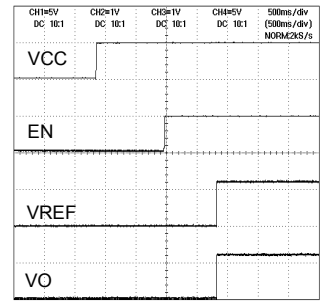 CH1=5V CH2=1V CH3=1V CH4=5V 500ms/div
DC 10:1 DC 10:1 DC 10:1 DC 10:1 (500ms/div)
NORM:2kS/s
VCC
EN
VREF
VO